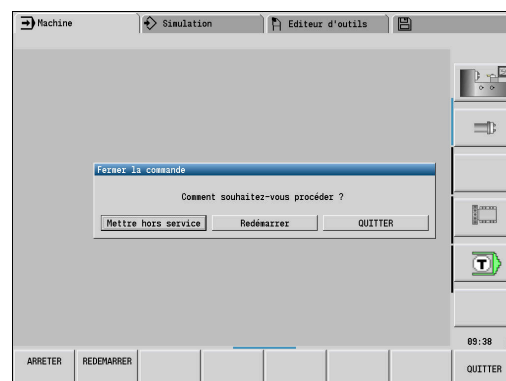 Machine
Simulation
Editeur d'outils
Fermer la commande
Comment souhaitez-vous procéder ?
Mettre hors service
Redémarrer
QUITTER
T
09:38
ARRETER
REDEMARRER
QUITTER